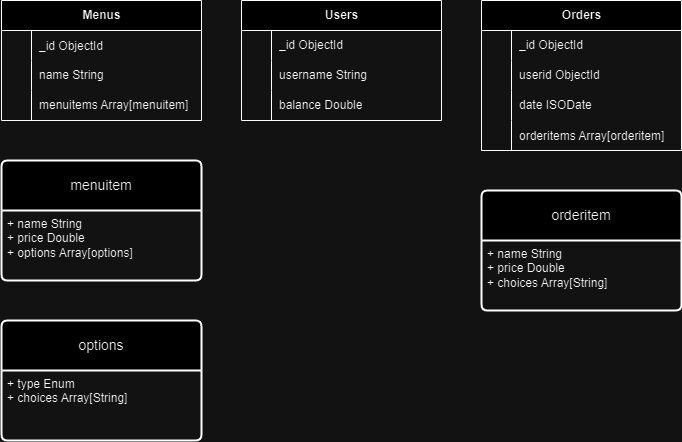 Menus
_id ObjectId
name String
menuitems Array[menuitem]
Users
_id ObjectId
username String
balance Double
Orders
_id ObjectId
userid ObjectId
date ISODate
orderitems Array[orderitem]
menuitem
+ name String
+ price Double
+ options Array[options]
orderitem
+ name String
+ price Double
+ choices Array[String]
options
+ type Enum
+ choices Array[String]